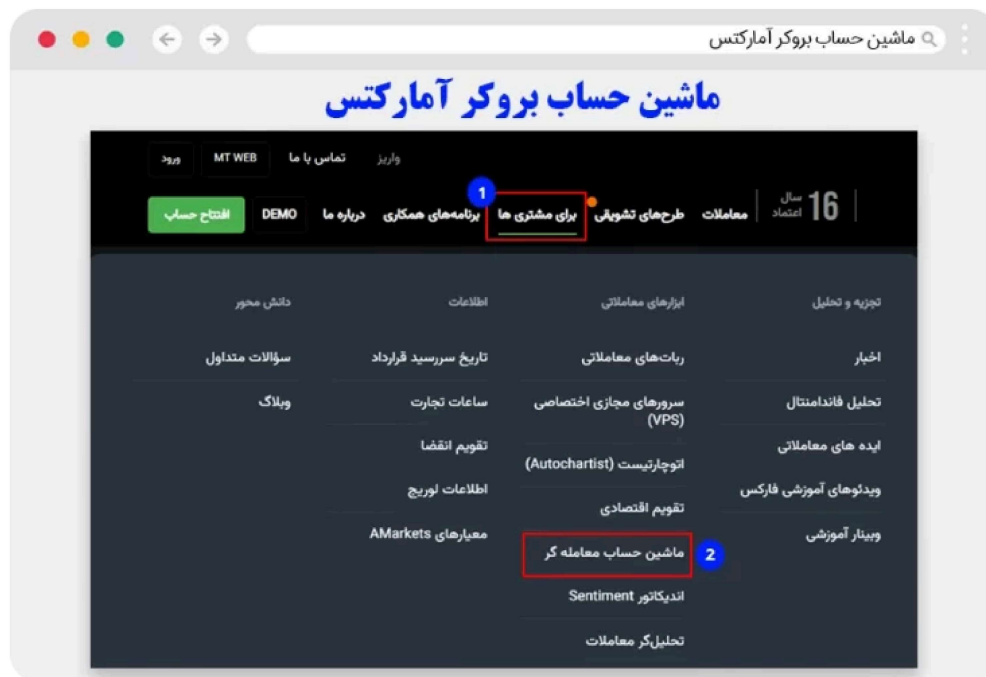 ماشین حساب بروکر آمارکتس
ماشین حساب بروکر آمارکتس
واریز
تماس با ما
MT WEB
ورود
16 سال اعتماد
معاملات
طرح‌های تشویقی
برای مشتری ها
1
برنامه‌های همکاری
درباره ما
DEMO
افتتاح حساب
تجزیه و تحلیل
اخبار
تحلیل فاندامنتال
ایده های معاملاتی
ویدئوهای آموزشی فارکس
وبینار آموزشی
ابزارهای معاملاتی
ربات‌های معاملاتی
سرورهای مجازی اختصاصی
(VPS)
اتوچارتیست (Autochartist)
تقویم اقتصادی
ماشین حساب معامله گر
2
اندیکاتور Sentiment
تحلیل‌گر معاملات
اطلاعات
تاریخ سررسید قرارداد
ساعات تجارت
تقویم انقضا
اطلاعات لوریج
معیارهای AMarkets
دانش محور
سؤالات متداول
وبلاگ